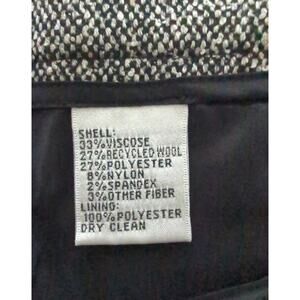 SHELL:
33%VISCOSE
27%RECYCLED WOOL
27%POLYESTER
8%NYLON
2%SPANDEX
3%OTHER FIBER
LINING:
100%POLYESTER
DRY CLEAN